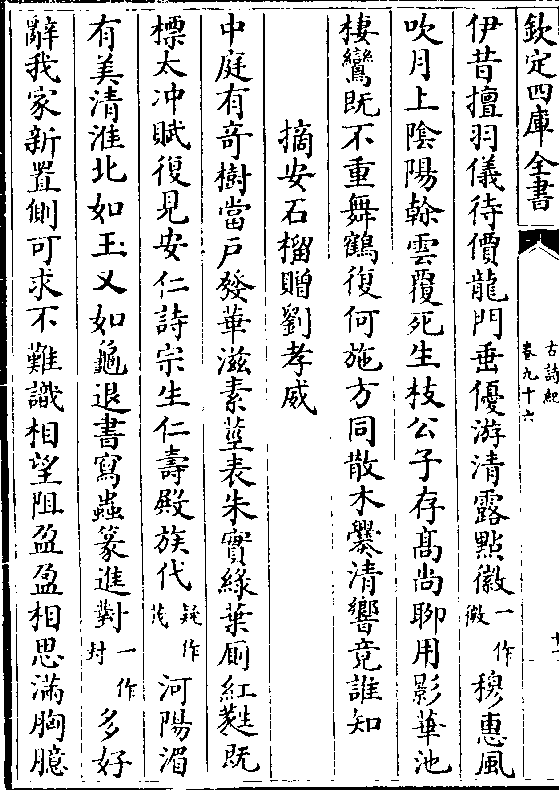 欽定四庫全書
古詩紀
卷九十六
十一
伊昔擅羽儀待價龍門垂優游清露點徽一作微穆惠風
吹月上陰陽榦雲覆死生枝公子存髙尚聊用影華池
棲鸞既不重舞鶴復何施方同散木爨清響竟誰知
摘安石榴贈劉孝威
中庭有竒樹當戶發華滋素莖表朱實緑葉厠紅蕤既
標太冲賦復見安仁詩宗生仁壽殿族代疑作茂河陽湄
有美清淮北如玉又如龜退書寫蟲篆進對一作封多好
辭我家新置側可求不難識相望阻盈盈相思滿胸臆